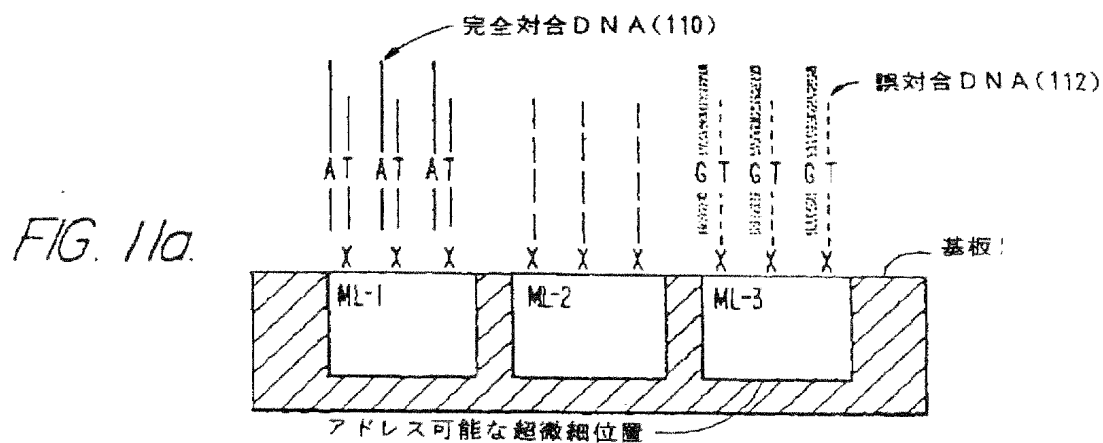 完全対合DNA(110)
誤対合DNA(112)
A T A T A T
G T G T G T
FIG. 11a.
X X X X X X X X X
基板
ML-1 ML-2 ML-3
アドレス可能な超微細位置